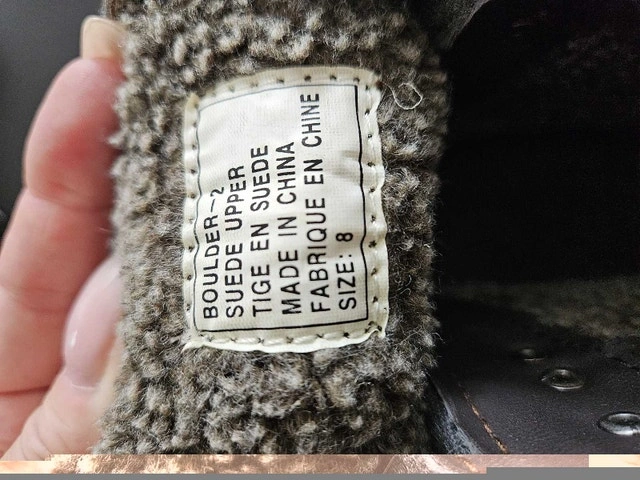 BOULDER-2
SUEDE UPPER
TIGE EN SUEDE
MADE IN CHINA
FABRIQUE EN CHINE
SIZE: 8